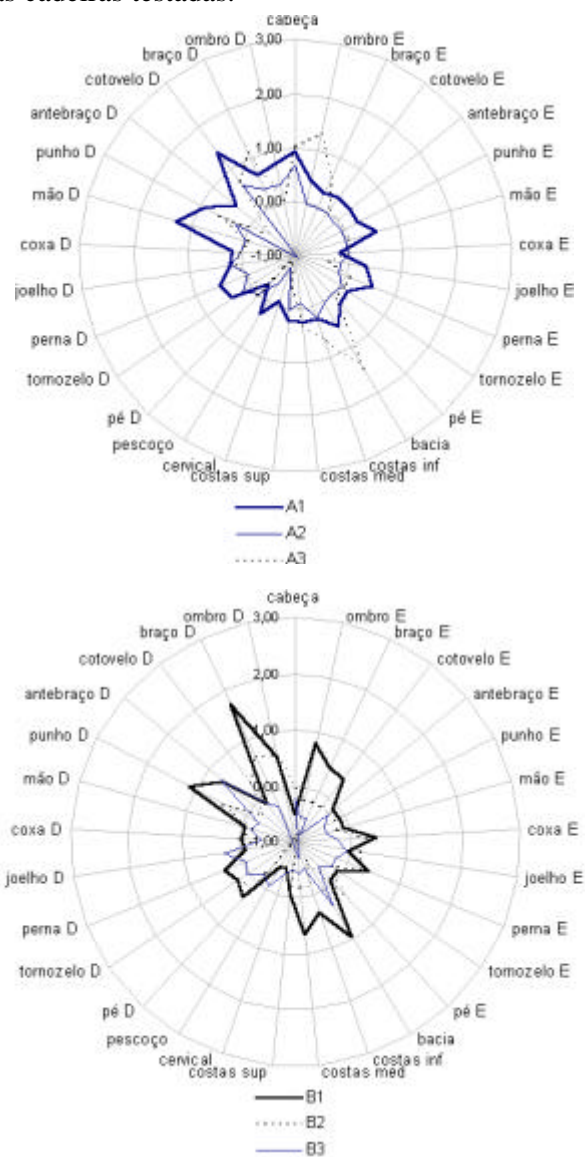 as cadeiras testadas.
cabeça
3,00
ombro D
ombro E
braço D
braço E
cotovelo D
cotovelo E
2,00
antebraço D
antebraço E
1,00
punho D
punho E
0,00
mão D
mão E
coxa D
-1,00
coxa E
joelho D
joelho E
perna D
perna E
tornozelo D
tornozelo E
pé D
pé E
pescoço
bacia
cervical
costas inf
costas sup
costas med
A1
A2
A3
cabeça
3,00
ombro D
ombro E
braço D
braço E
cotovelo D
cotovelo E
2,00
antebraço D
antebraço E
1,00
punho D
punho E
0,00
mão D
mão E
coxa D
-1,00
coxa E
joelho D
joelho E
perna D
perna E
tornozelo D
tornozelo E
pé D
pé E
pescoço
bacia
cervical
costas inf
costas sup
costas med
B1
B2
B3